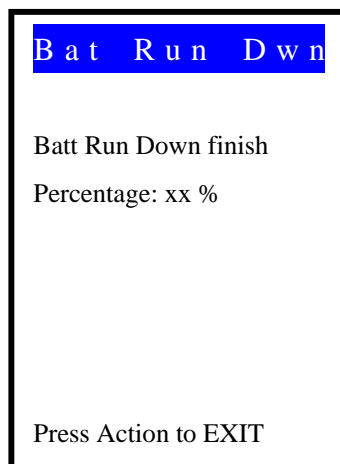 Bat Run Dwn
Batt Run Down finish
Percentage: xx %
Press Action to EXIT